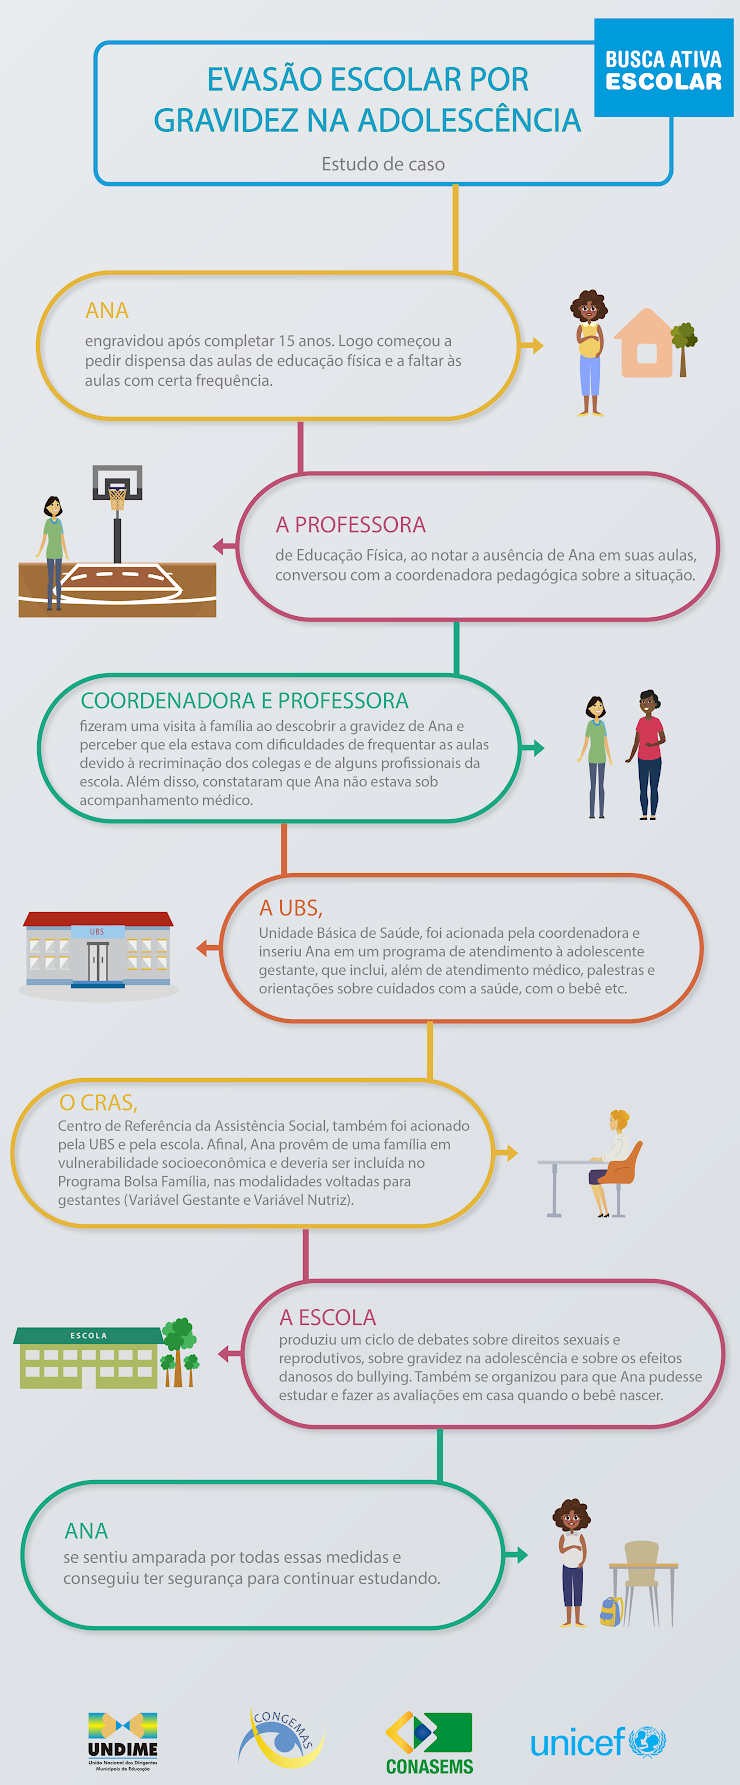 BUSCA ATIVA
ESCOLAR
EVASÃO ESCOLAR POR
GRAVIDEZ NA ADOLESCÊNCIA
Estudo de caso
ANA
engravidou após completar 15 anos. Logo começou a
pedir dispensa das aulas de educação física e a faltar às
aulas com certa frequência.
A PROFESSORA
de Educação Física, ao notar a ausência de Ana em suas aulas,
conversou com a coordenadora pedagógica sobre a situação.
COORDENADORA E PROFESSORA
fizeram uma visita à família ao descobrir a gravidez de Ana e
perceber que ela estava com dificuldades de frequentar as aulas
devido à recriminação dos colegas e de alguns profissionais da
escola. Além disso, constataram que Ana não estava sob
acompanhamento médico.
A UBS,
Unidade Básica de Saúde, foi acionada pela coordenadora e
inseriu Ana em um programa de atendimento à adolescente
gestante, que inclui, além de atendimento médico, palestras e
orientações sobre cuidados com a saúde, com o bebê etc.
UBS
O CRAS,
Centro de Referência da Assistência Social, também foi acionado
pela UBS e pela escola. Afinal, Ana provêm de uma família em
vulnerabilidade socioeconômica e deveria ser incluída no
Programa Bolsa Família, nas modalidades voltadas para
gestantes (Variável Gestante e Variável Nutriz).
A ESCOLA
produziu um ciclo de debates sobre direitos sexuais e
reprodutivos, sobre gravidez na adolescência e sobre os efeitos
danosos do bullying. Também se organizou para que Ana pudesse
estudar e fazer as avaliações em casa quando o bebê nascer.
ESCOLA
ANA
se sentiu amparada por todas essas medidas e
conseguiu ter segurança para continuar estudando.
UNDIME
União Nacional dos Dirigentes
Municipais de Educação
CONGEMAS
CONASEMS
unicef